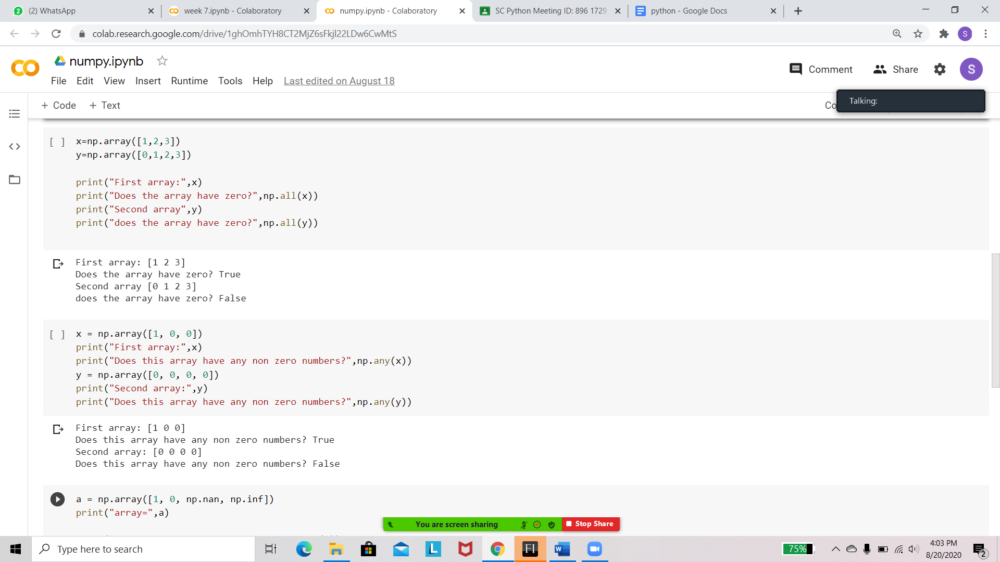 (2) WhatsApp
week 7.ipynb - Colaboratory
numpy.ipynb - Colaboratory
SC Python Meeting ID: 896 1729
python - Google Docs
colab.research.google.com/drive/1ghOmhTYH8CT2MjZ6sFkjl22LDw6CwMtS
S
numpy.ipynb
Comment
Share
S
File Edit View Insert Runtime Tools Help Last edited on August 18
+ Code + Text
Co
Talking:
[ ] x=np.array([1,2,3])
y=np.array([0,1,2,3])
print("First array:",x)
print("Does the array have zero?",np.all(x))
print("Second array",y)
print("does the array have zero?",np.all(y))
First array: [1 2 3]
Does the array have zero? True
Second array [0 1 2 3]
does the array have zero? False
[ ] x = np.array([1, 0, 0])
print("First array:",x)
print("Does this array have any non zero numbers?",np.any(x))
y = np.array([0, 0, 0, 0])
print("Second array:",y)
print("Does this array have any non zero numbers?",np.any(y))
First array: [1 0 0]
Does this array have any non zero numbers? True
Second array: [0 0 0 0]
Does this array have any non zero numbers? False
a = np.array([1, 0, np.nan, np.inf])
print("array=",a)
You are screen sharing
Stop Share
Type here to search
L
FI
W
75%
4:03 PM
8/20/2020
2